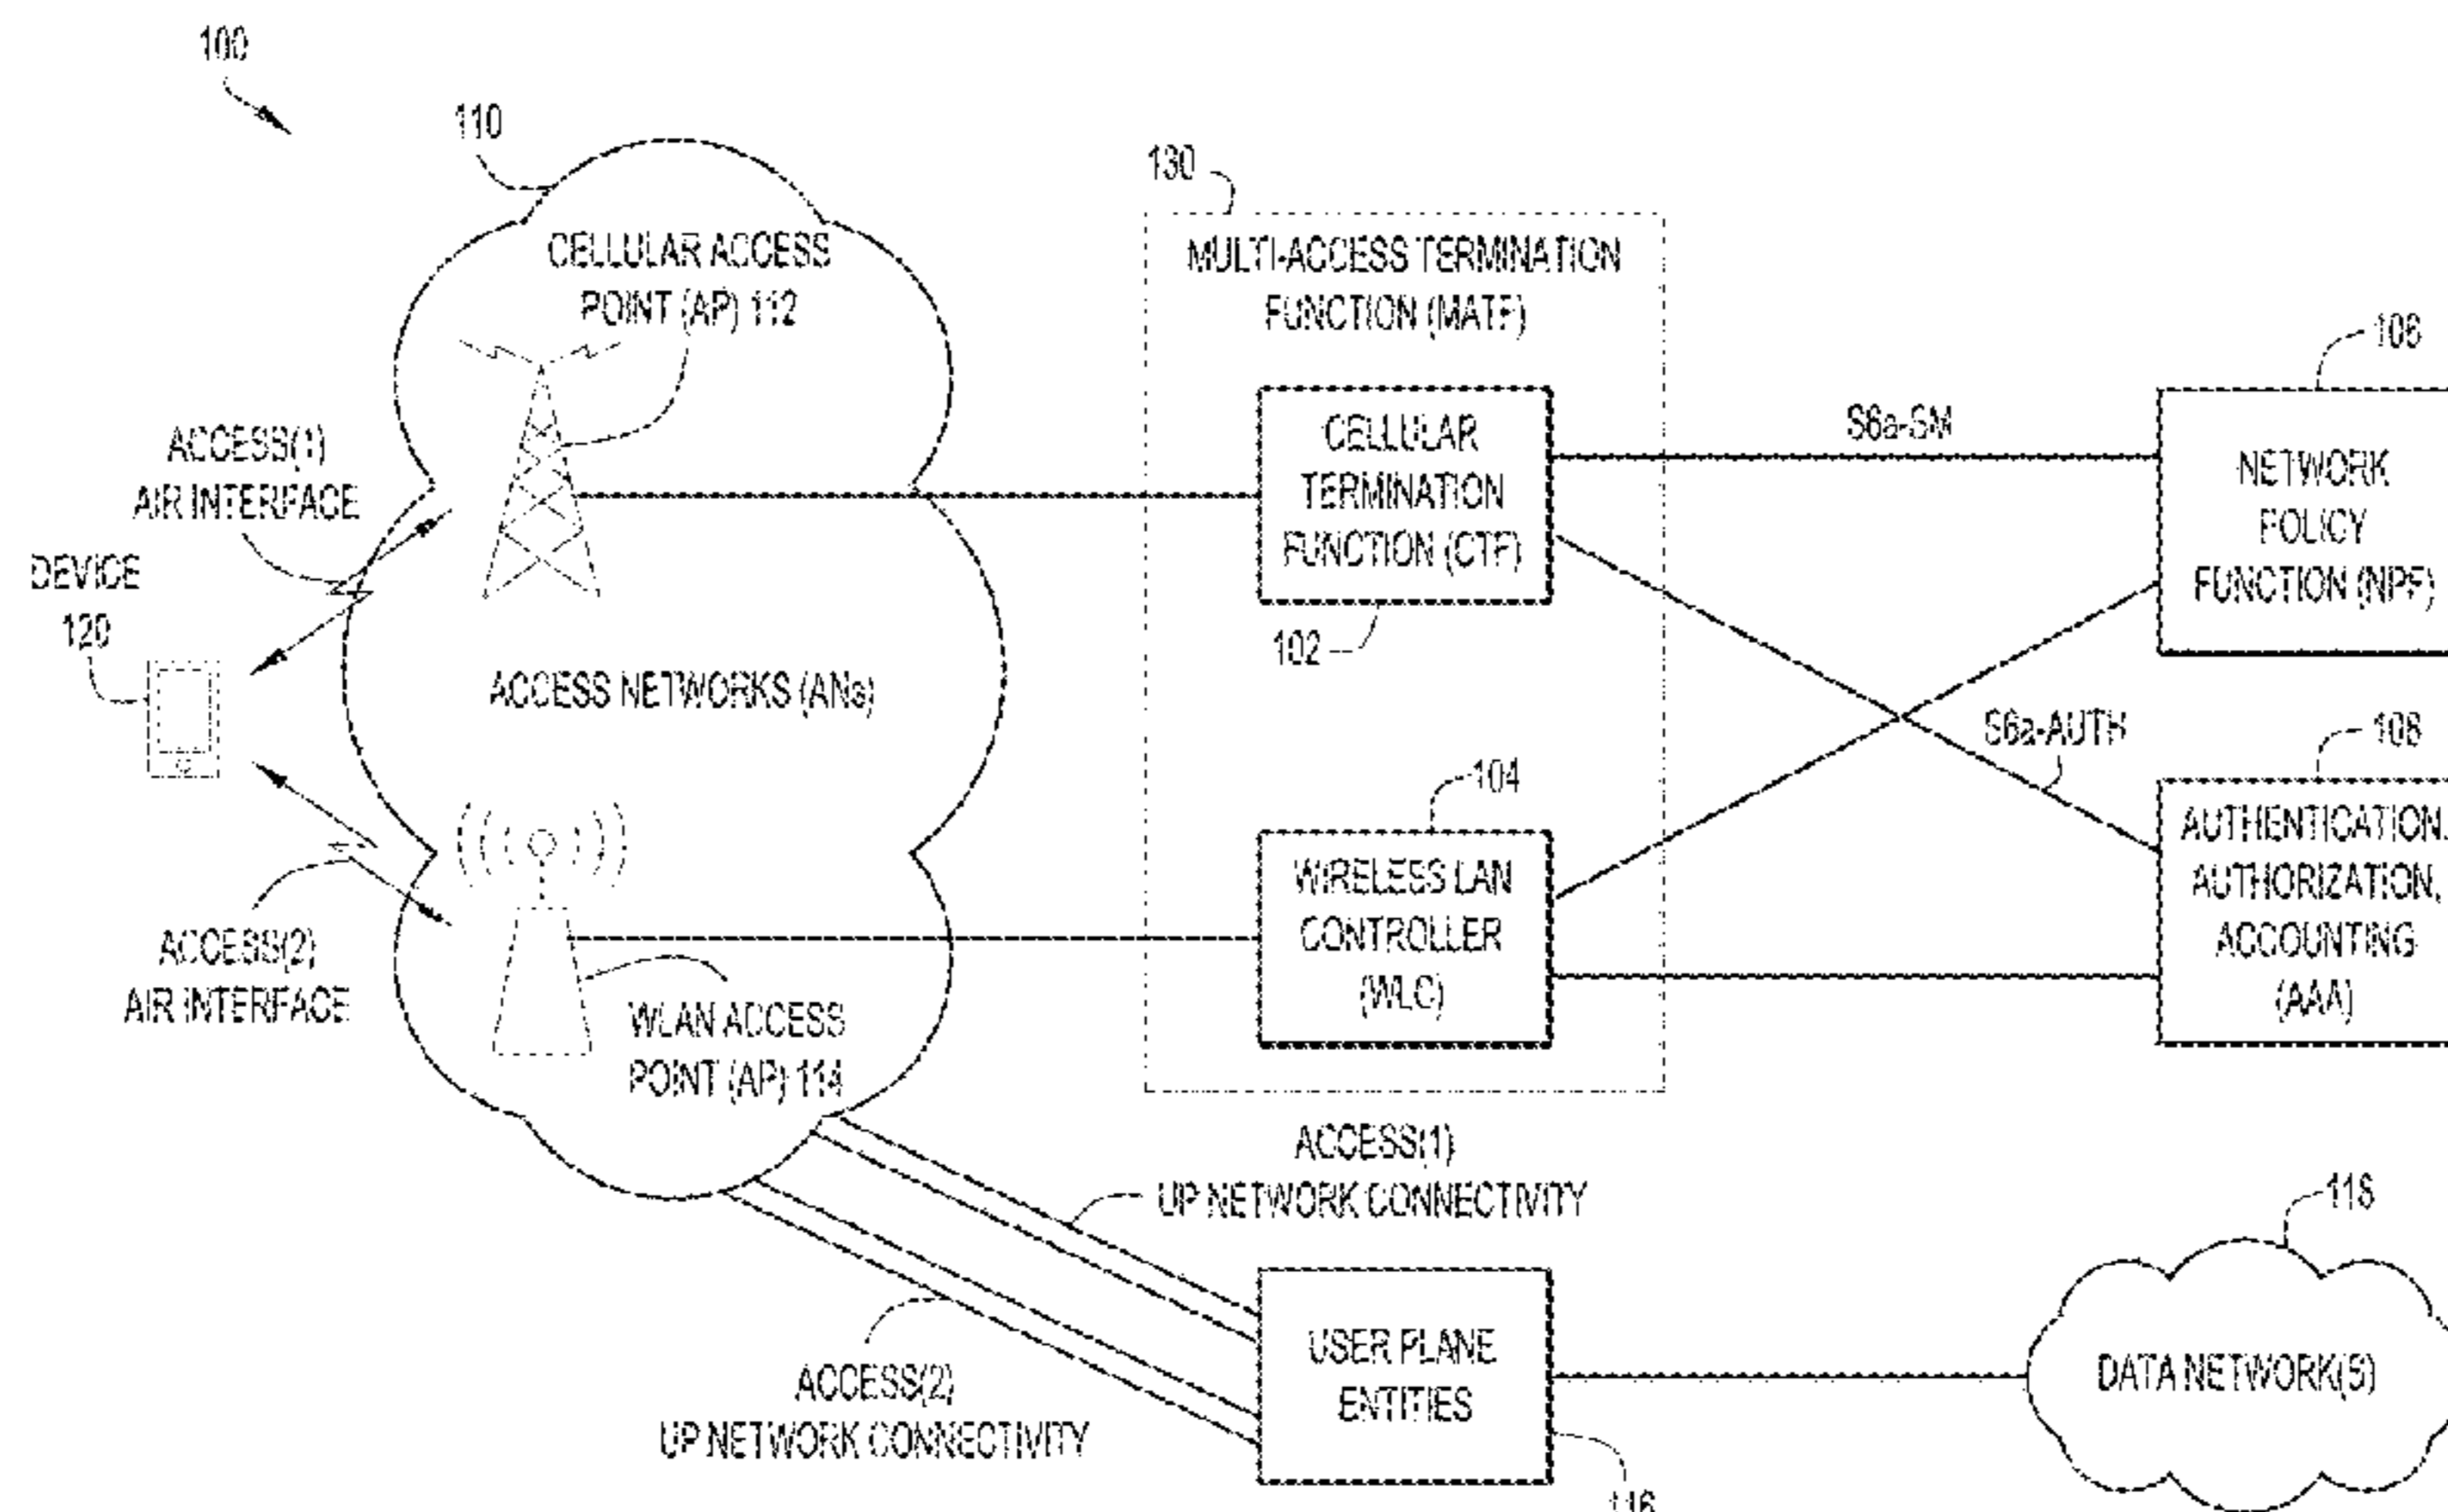 100
110
CELLULAR ACCESS
POINT (AP) 112
ACCESS(1)
AIR INTERFACE
DEVICE
120
ACCESS NETWORKS (ANs)
ACCESS(2)
AIR INTERFACE
WLAN ACCESS
POINT (AP) 114
130
MULTI-ACCESS TERMINATION
FUNCTION (MATF)
CELLULAR
TERMINATION
FUNCTION (CTF)
102
104
WIRELESS LAN
CONTROLLER
(WLC)
S6a-SM
S6a-AUTH
106
NETWORK
POLICY
FUNCTION (NPF)
108
AUTHENTICATION,
AUTHORIZATION,
ACCOUNTING
(AAA)
ACCESS(1)
UP NETWORK CONNECTIVITY
ACCESS(2)
UP NETWORK CONNECTIVITY
USER PLANE
ENTITIES
116
118
DATA NETWORK(S)